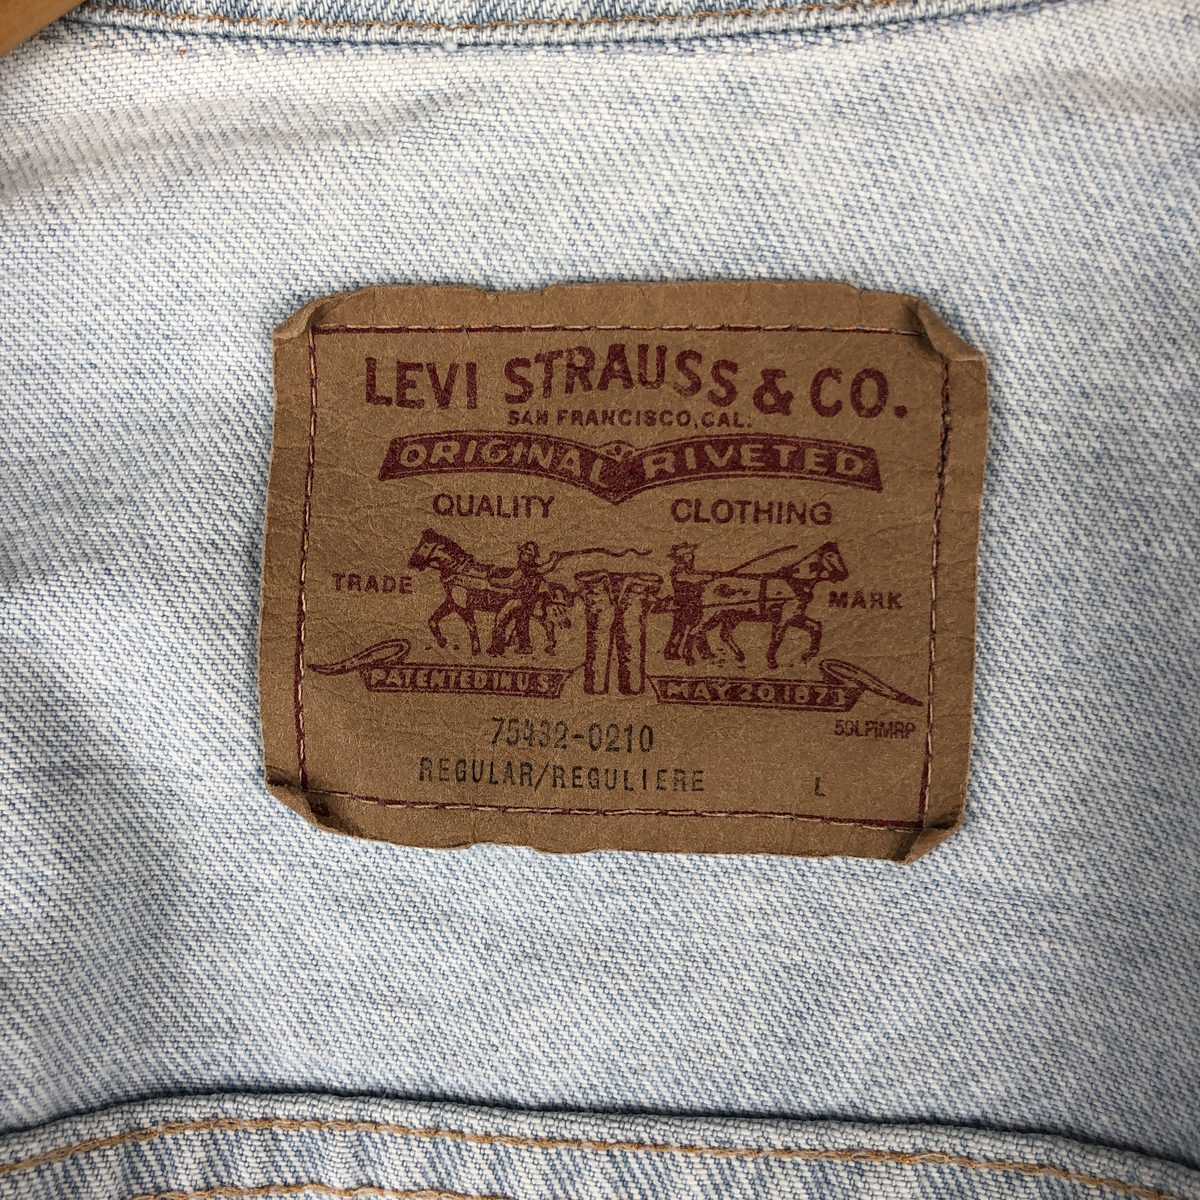 LEVI STRAUSS & CO.
SAN FRANCISCO, CAL.
ORIGINAL RIVETED
QUALITY CLOTHING
TRADE MARK
PATENTED IN U.S. MAY 20 1873
75432-0210
REGULAR/REGULIERE L